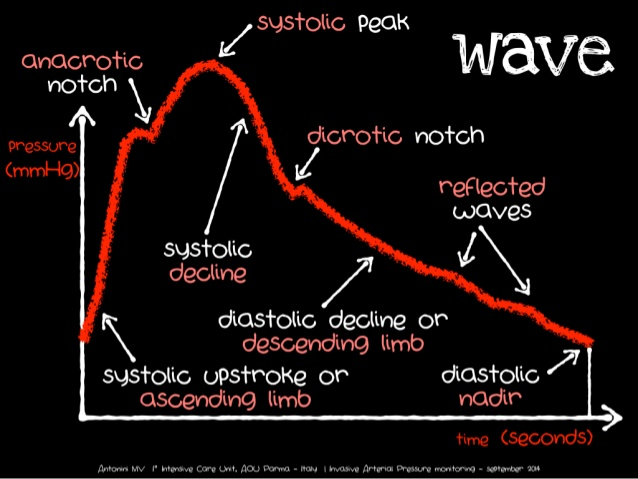 systolic peak
wave
anacrotic
notch
pressure
(mmHg)
dicrotic notch
reflected
waves
systolic
decline
diastolic decline or
descending limb
systolic upstroke or
ascending limb
diastolic
nadir
time (seconds)
Antonini MV 1° Intensive Care Unit, AOU Parma - Italy | Invasive Arterial Pressure monitoring - september 2014